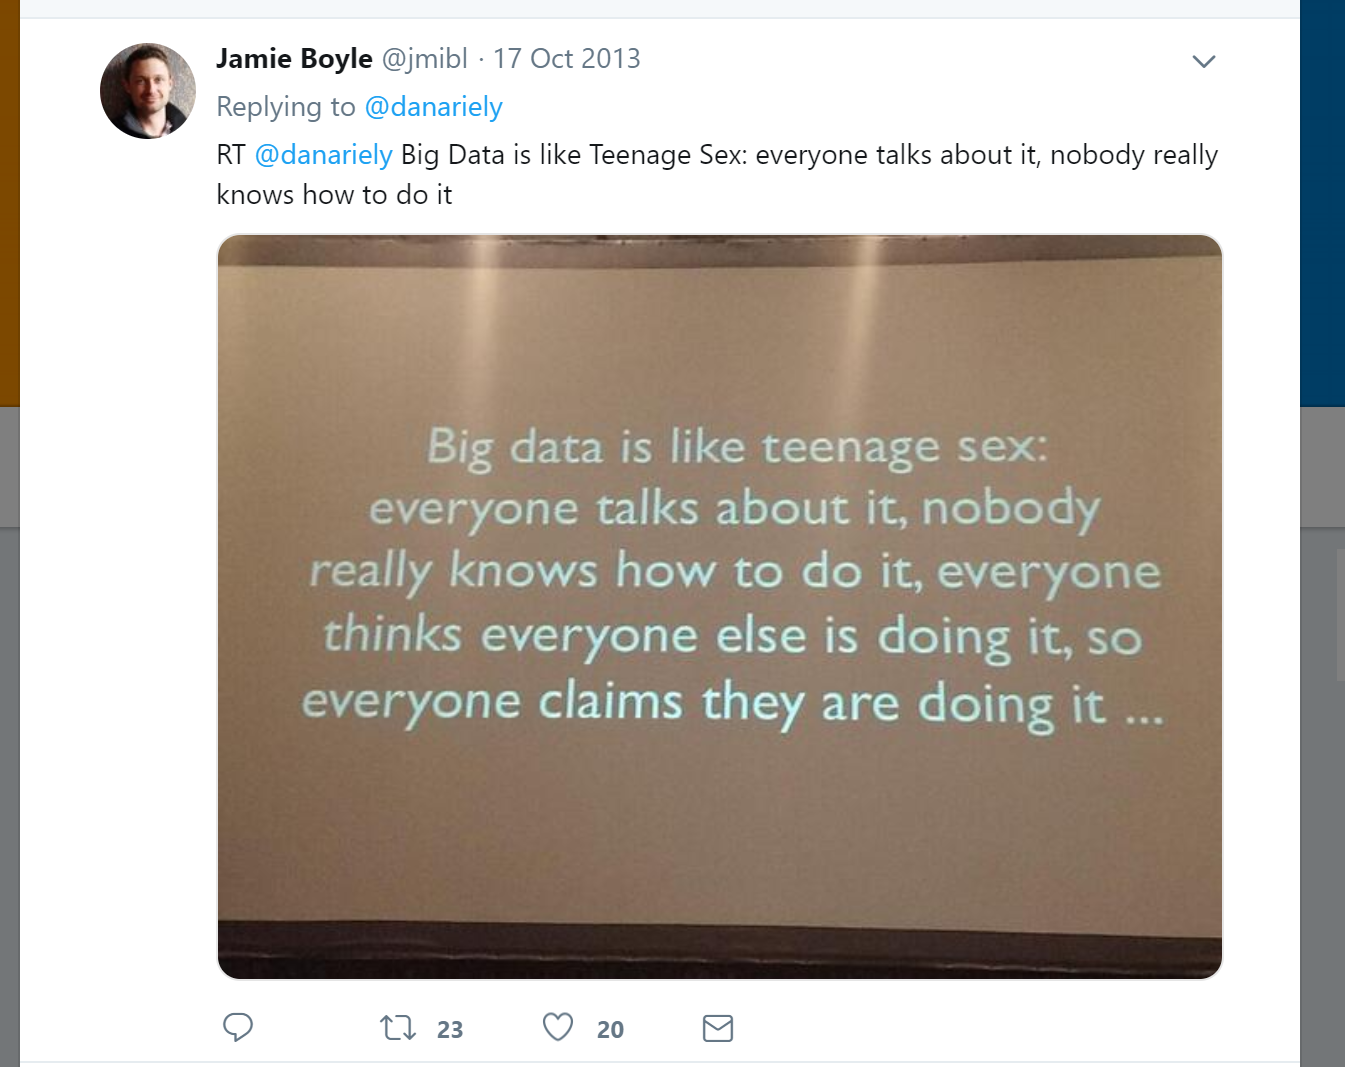 Jamie Boyle @jmibl · 17 Oct 2013
Replying to @danariely
RT @danariely Big Data is like Teenage Sex: everyone talks about it, nobody really
knows how to do it
Big data is like teenage sex:
everyone talks about it, nobody
really knows how to do it, everyone
thinks everyone else is doing it, so
everyone claims they are doing it ...
23 20